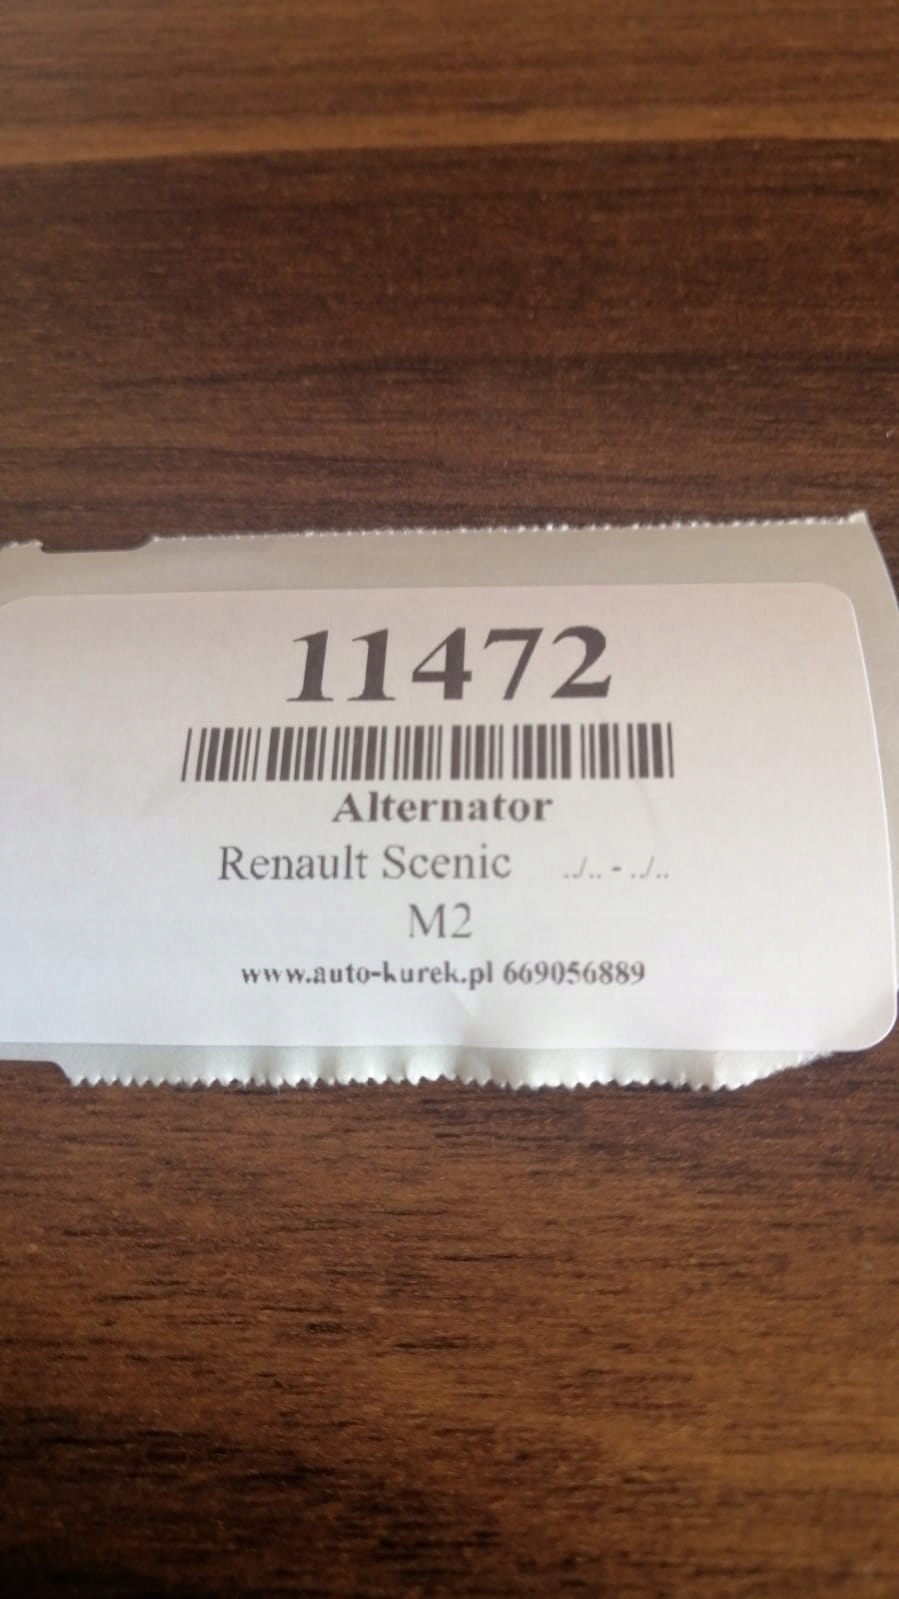 11472
Alternator
Renault Scenic ../.. - ../..
M2
www.auto-kurek.pl 669056889